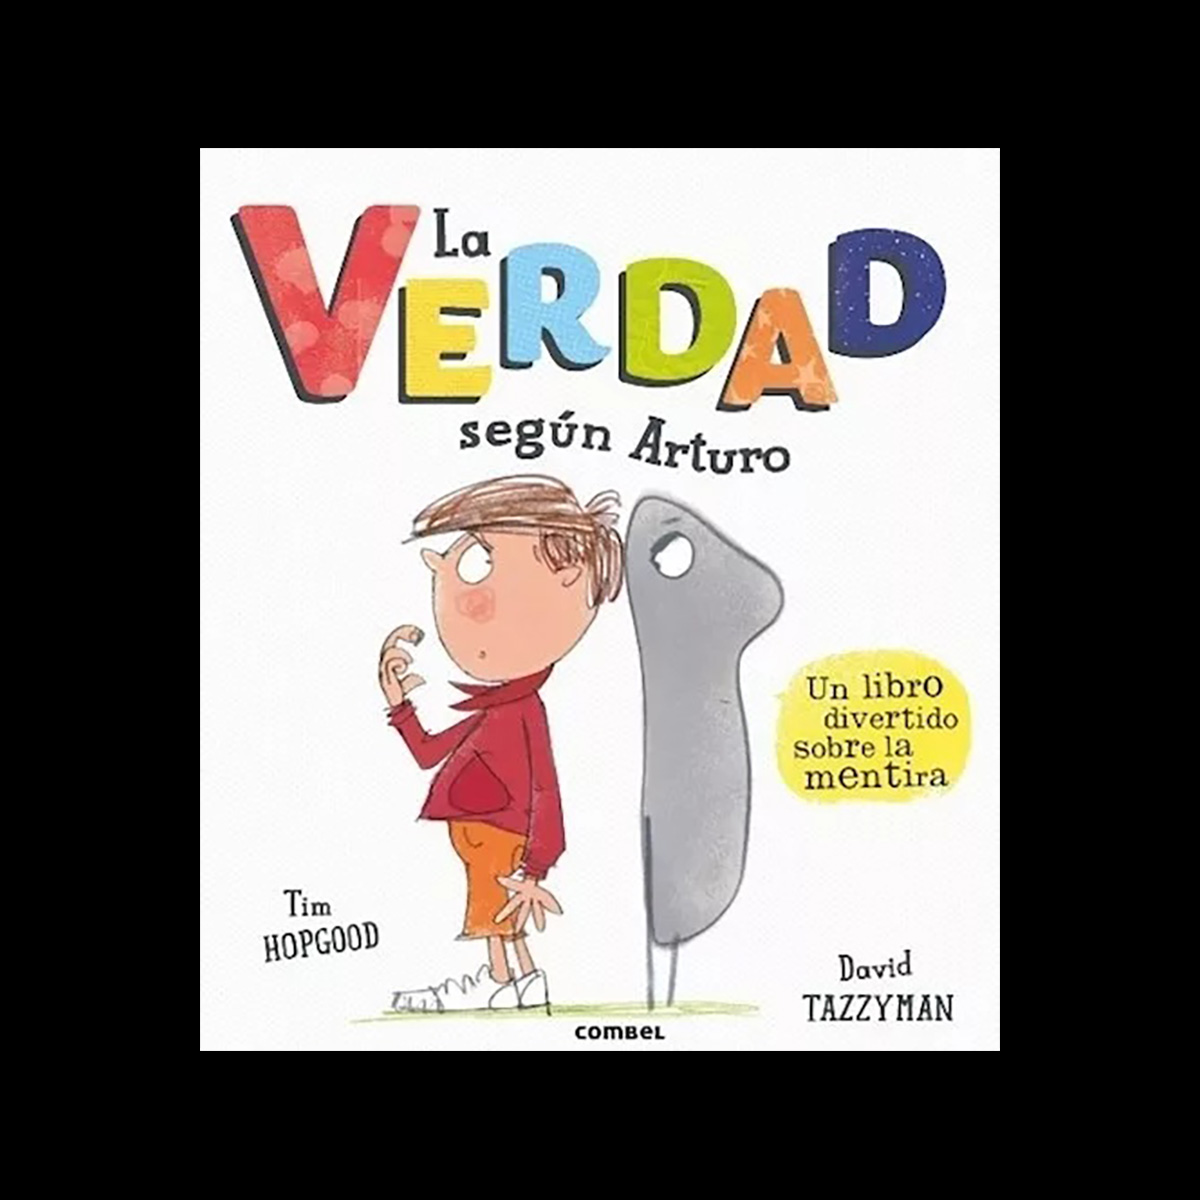 La
VERDAD
según Arturo
Un libro
divertido
sobre la
mentira
Tim
HOPGOOD
David
TAZZYMAN
COMBEL